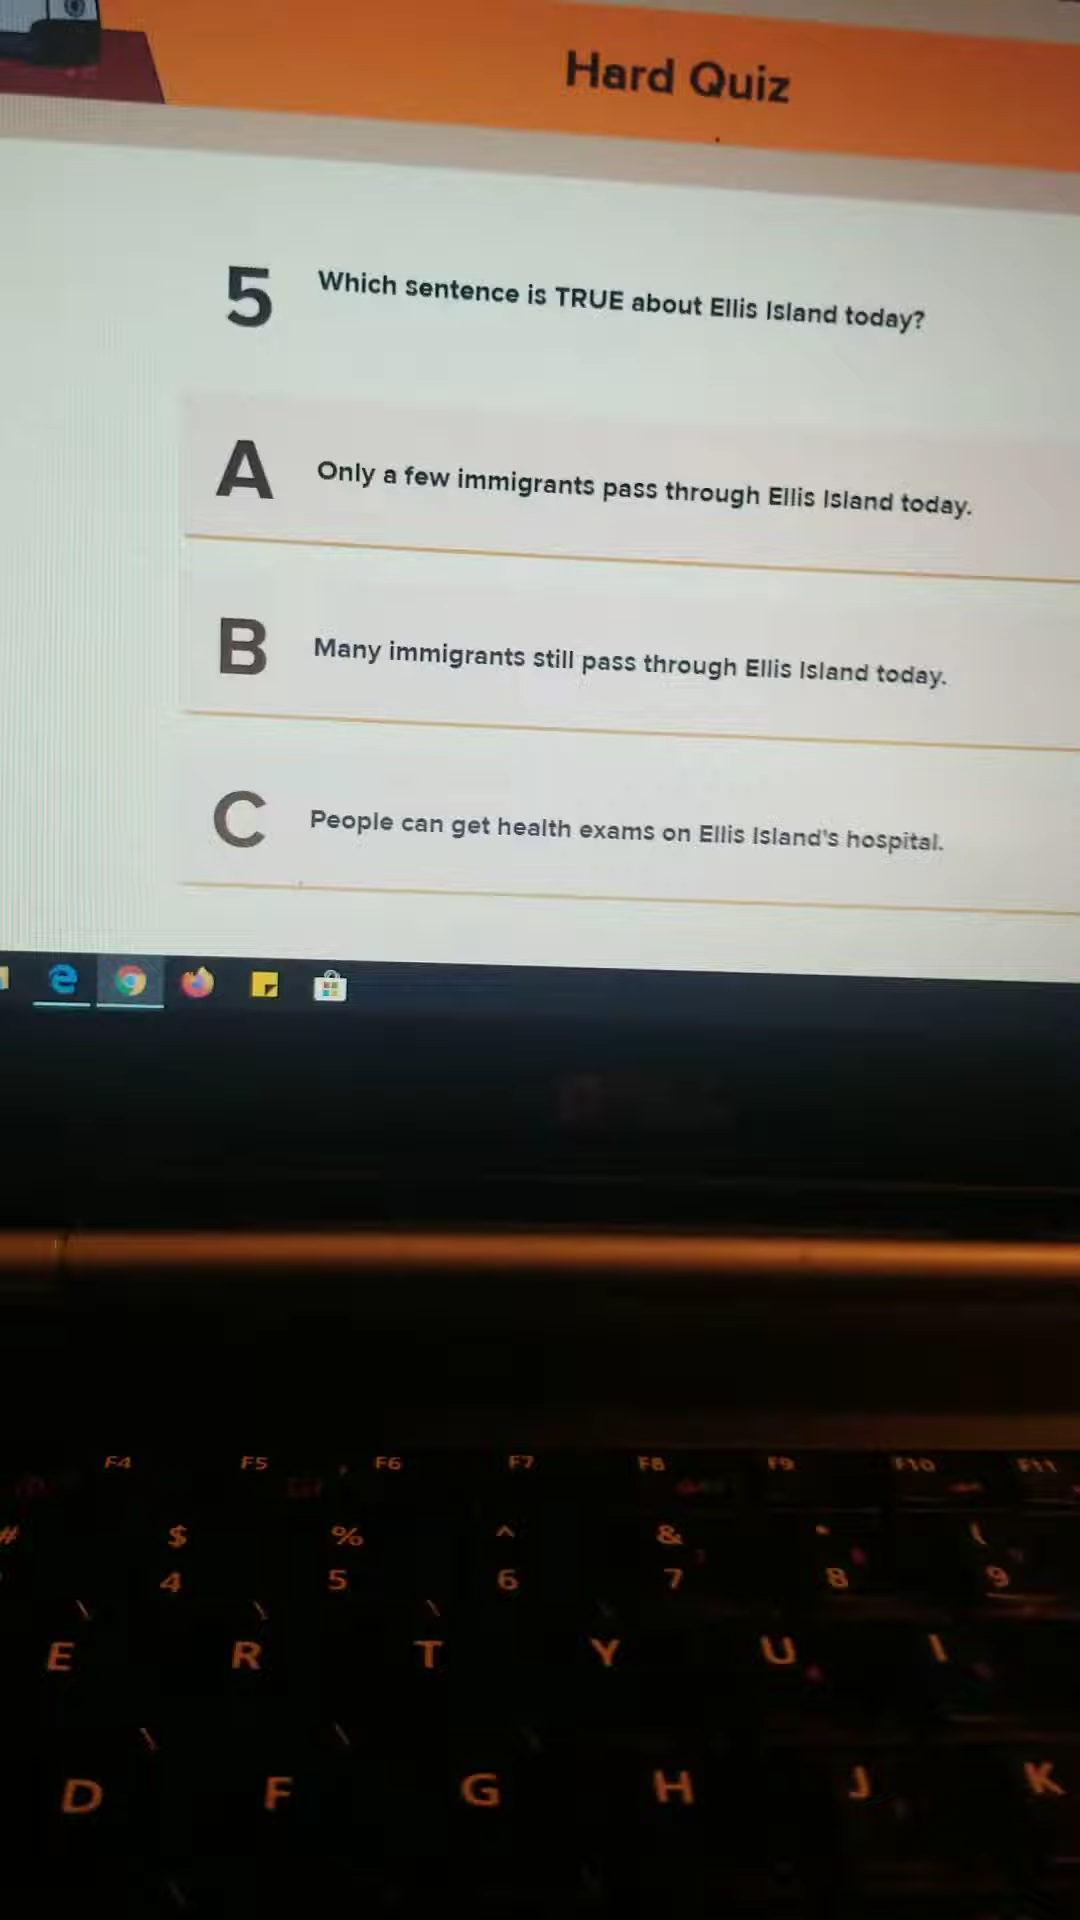 Hard Quiz
5 Which sentence is TRUE about Ellis Island today?
A Only a few immigrants pass through Ellis Island today.
B Many immigrants still pass through Ellis Island today.
C People can get health exams on Ellis Island's hospital.
F4 F5 F6 F7 F8 F9 F10 F11
# $ % ^ & * (
4 5 6 7 8 9
E R T Y U I
D F G H J K